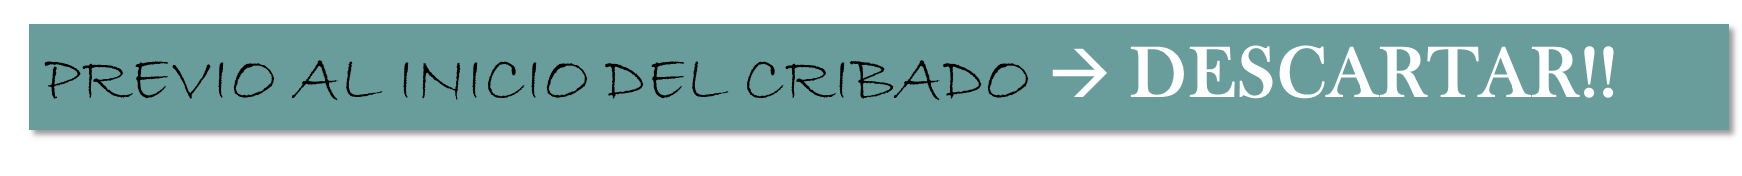 PREVIO AL INICIO DEL CRIBADO → DESCARTAR!!